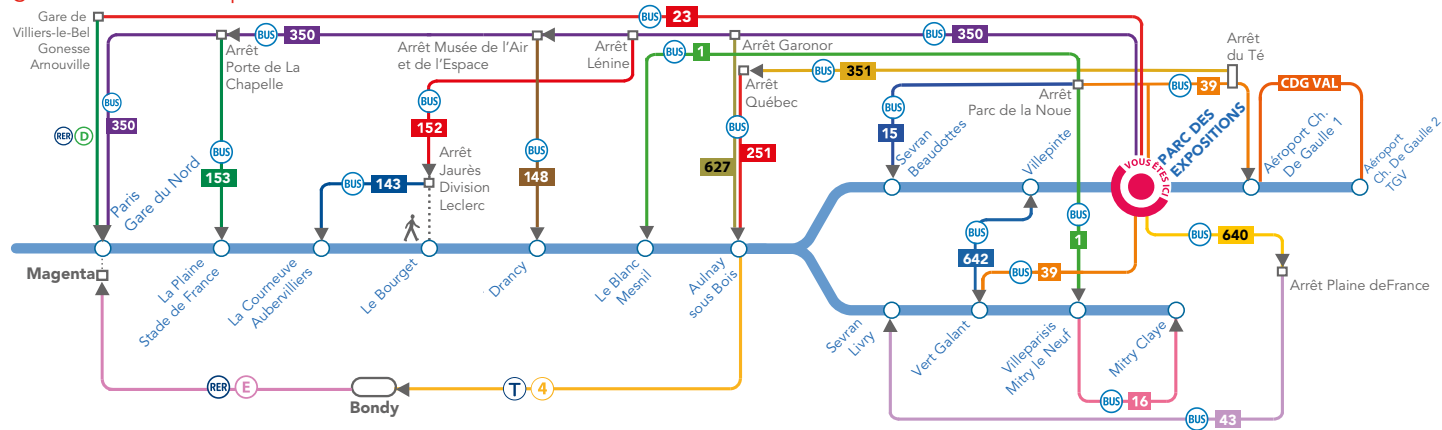 Gare de
Villiers-le-Bel
Gonesse
Arnouville
BUS 23
BUS 350
Arrêt
Porte de La
Chapelle
Arrêt Musée de l'Air
et de l'Espace
Arrêt
Lénine
BUS 1
Arrêt Garonor
BUS 350
Arrêt
du Té
BUS 351
Arrêt
Québec
Arrêt
Parc de la Noue
BUS 39
CDG VAL
BUS
350
RER D
BUS
152
BUS
15
BUS
153
BUS
148
BUS
627
251
Arrêt
Jaurès
Division
Leclerc
BUS 143
Paris
Gare du Nord
Sevran
Beaudottes
Villepinte
VOUS ÊTES ICI
PARC DES
EXPOSITIONS
Aéroport Ch.
De Gaulle 1
Aéroport
Ch. De Gaulle 2
TGV
BUS
1
BUS
642
BUS 39
BUS 640
Arrêt Plaine deFrance
Magenta
La Plaine
Stade de France
La Courneuve
Aubervilliers
Le Bourget
Drancy
Le Blanc
Mesnil
Aulnay
sous Bois
Sevran
Livry
Vert Galant
Villeparisis
Mitry le Neuf
Mitry Claye
RER E
Bondy
T 4
BUS 16
BUS 43